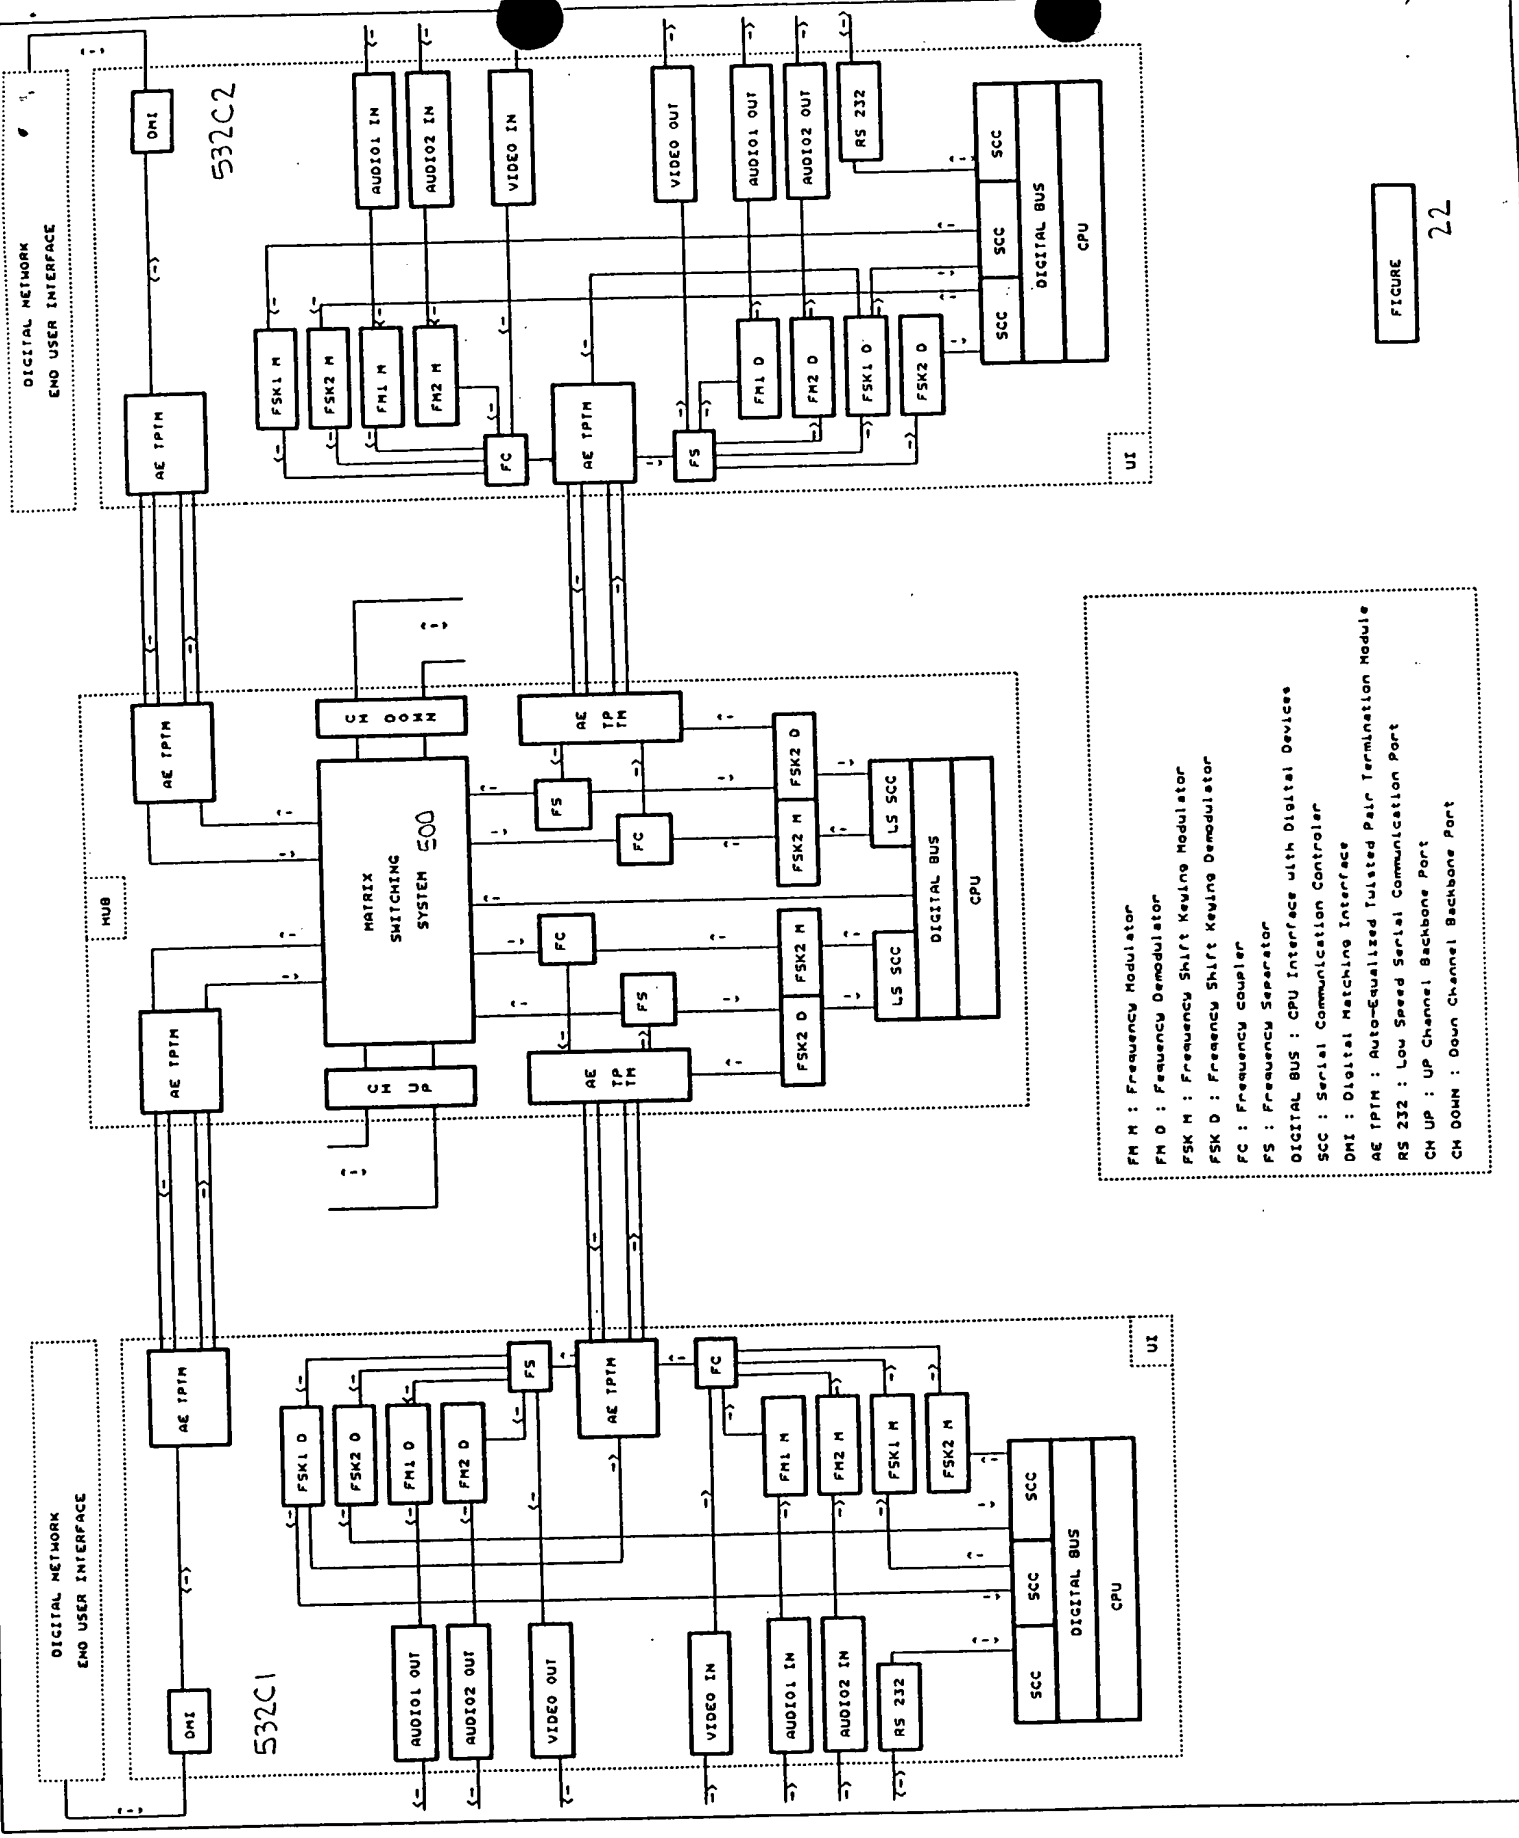 DIGITAL NETWORK
END USER INTERFACE
DMI
532C1
AE TPTM
AUDIO1 OUT
AUDIO2 OUT
VIDEO OUT
FSK1 D
FSK2 D
FM1 D
FM2 D
FS
AE TPTM
VIDEO IN
AUDIO1 IN
AUDIO2 IN
RS 232
FC
FM1 M
FM2 M
FSK1 M
FSK2 M
SCC
SCC
SCC
DIGITAL BUS
CPU
UI
HUB
AE TPTM
AE TPTM
CH
UP
MATRIX
SWITCHING
SYSTEM 500
CH
DOWN
AE
TP
TM
FC
FS
FS
FC
AE
TP
TM
FSK2 D
FSK2 M
FSK2 M
FSK2 D
LS SCC
LS SCC
DIGITAL BUS
CPU
DIGITAL NETWORK
END USER INTERFACE
AE TPTM
DMI
532C2
FSK1 M
FSK2 M
FM1 M
FM2 M
AUDIO1 IN
AUDIO2 IN
VIDEO IN
FC
AE TPTM
FS
VIDEO OUT
AUDIO1 OUT
AUDIO2 OUT
RS 232
FM1 D
FM2 D
FSK1 D
FSK2 D
SCC
SCC
SCC
DIGITAL BUS
CPU
UI
FM M : Frequency Modulator
FM D : Fequency Demodulator
FSK M : Frequency Shift Keying Modulator
FSK D : Freqency Shift Keying Demodulator
FC : Frequency coupler
FS : Frequency Separator
DIGITAL BUS : CPU Interface with Digital Devices
SCC : Serial Communication Controler
DMI : Digital Matching Interface
AE TPTM : Auto-Equalized Twisted Pair Termination Module
RS 232 : Low Speed Serial Communication Port
CH UP : UP Channel Backbone Port
CH DOWN : Down Channel Backbone Port
FIGURE
22